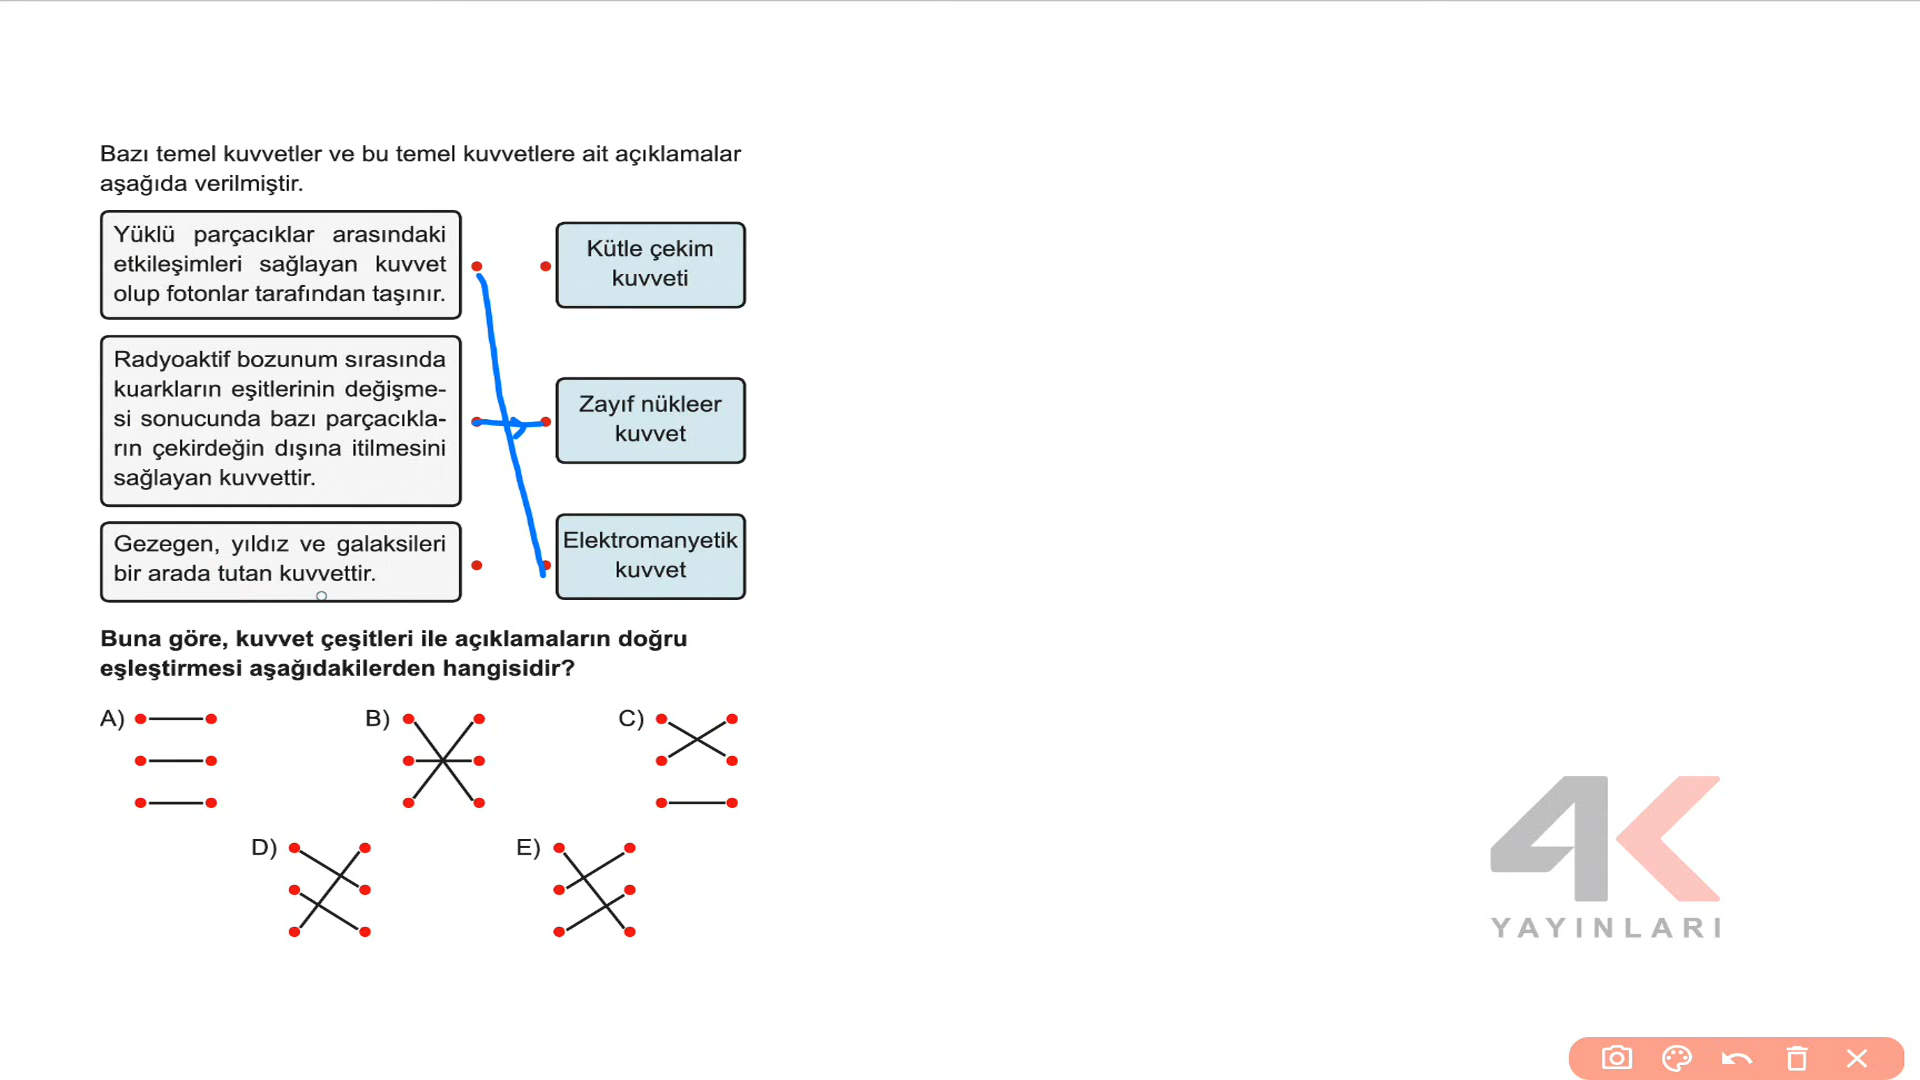 Bazı temel kuvvetler ve bu temel kuvvetlere ait açıklamalar
aşağıda verilmiştir.
Yüklü parçacıklar arasındaki
etkileşimleri sağlayan kuvvet
olup fotonlar tarafından taşınır.
Kütle çekim
kuvveti
Radyoaktif bozunum sırasında
kuarkların eşitlerinin değişme-
si sonucunda bazı parçacıkla-
rın çekirdeğin dışına itilmesini
sağlayan kuvvettir.
Zayıf nükleer
kuvvet
Gezegen, yıldız ve galaksileri
bir arada tutan kuvvettir.
Elektromanyetik
kuvvet
Buna göre, kuvvet çeşitleri ile açıklamaların doğru
eşleştirmesi aşağıdakilerden hangisidir?
A)
B)
C)
D)
E)
4K
YAYINLARI